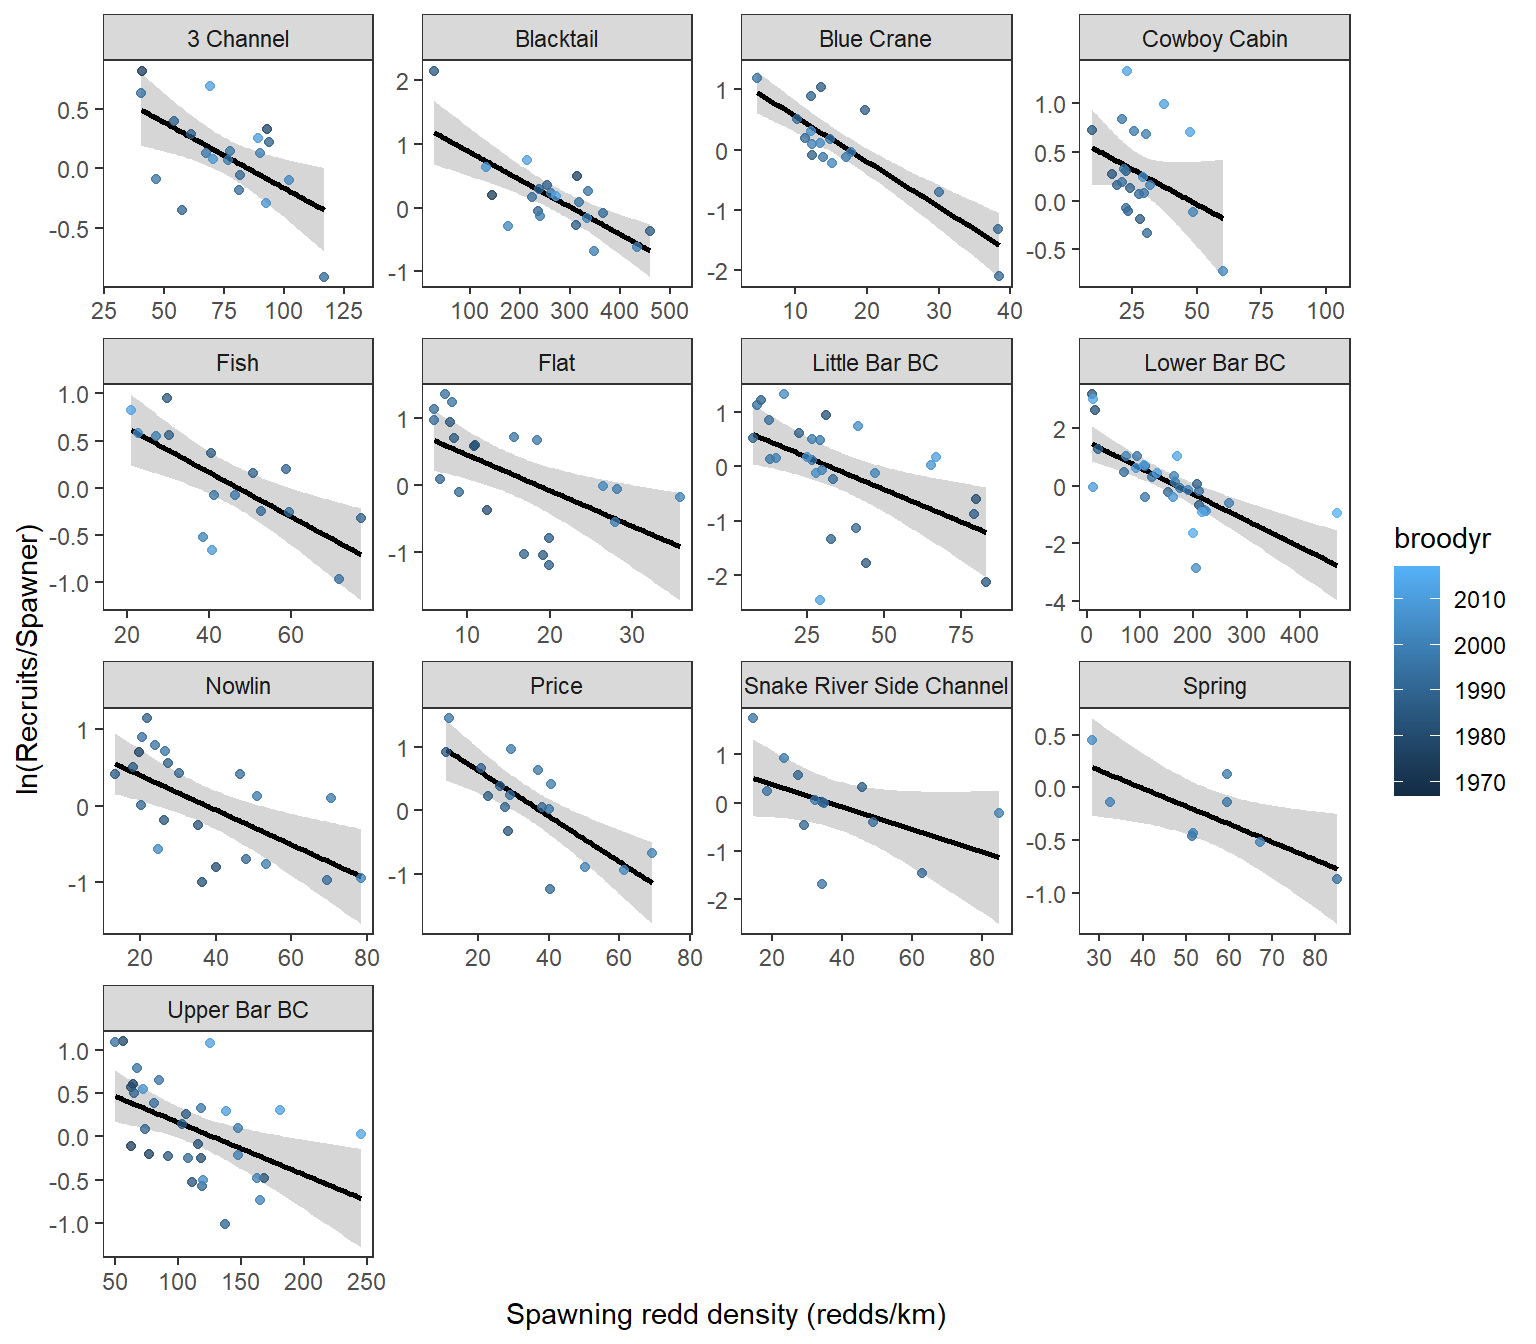 3 Channel Blacktail Blue Crane Cowboy Cabin
0.5 0.0 -0.5
2 1 0 -1
1 0 -1 -2
1.0 0.5 0.0 -0.5
25 50 75 100 125
100 200 300 400 500
10 20 30 40
25 50 75 100
Fish Flat Little Bar BC Lower Bar BC
1.0 0.5 0.0 -0.5 -1.0
1 0 -1
1 0 -1 -2
2 0 -2 -4
20 40 60
10 20 30
25 50 75
0 100 200 300 400
Nowlin Price Snake River Side Channel Spring
1 0 -1
1 0 -1
1 0 -1 -2
0.5 0.0 -0.5 -1.0
20 40 60 80
20 40 60 80
20 40 60 80
30 40 50 60 70 80
Upper Bar BC
1.0 0.5 0.0 -0.5 -1.0
50 100 150 200 250
ln(Recruits/Spawner)
Spawning redd density (redds/km)
broodyr
2010
2000
1990
1980
1970